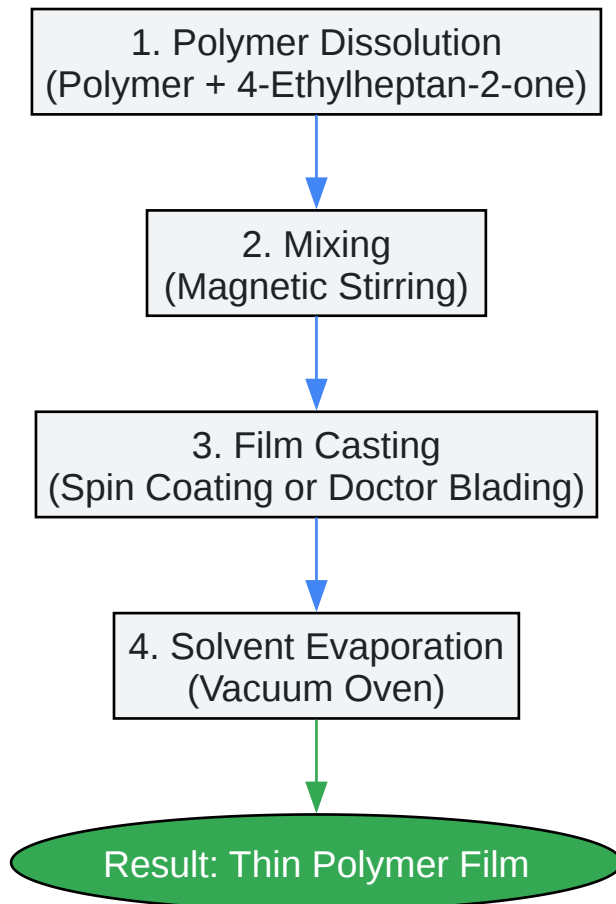 1. Polymer Dissolution
(Polymer + 4-Ethylheptan-2-one)
2. Mixing
(Magnetic Stirring)
3. Film Casting
(Spin Coating or Doctor Blading)
4. Solvent Evaporation
(Vacuum Oven)
Result: Thin Polymer Film